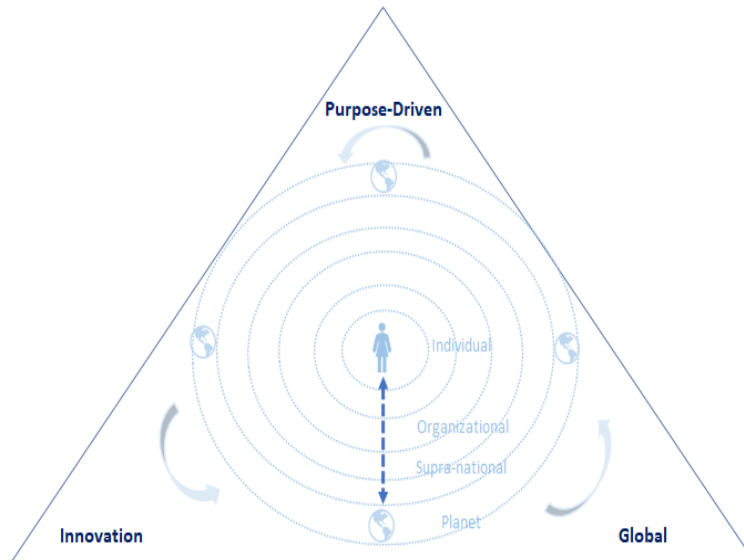 Purpose-Driven
Individual
Organizational
Supra-national
Planet
Innovation
Global